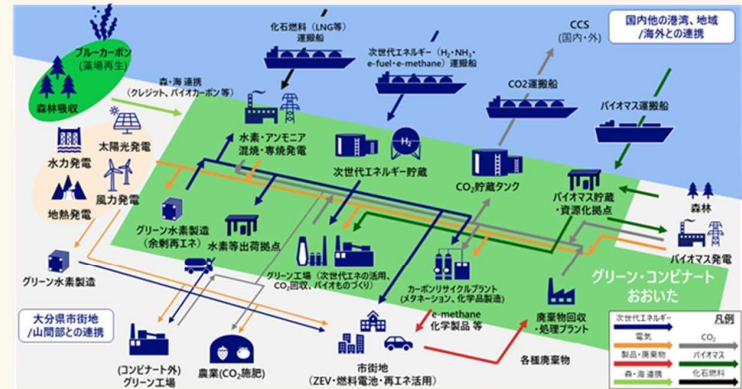 ブルーカーボン
(藻場再生)
森林吸収
森・海 連携
(クレジット、バイオカーボン等)
化石燃料(LNG等)
運搬船
次世代エネルギー(H₂・NH₃・
e-fuel・e-methane)運搬船
CCS
(国内・外)
国内他の港湾、地域
/海外との連携
CO2運搬船
バイオマス運搬船
水力発電
太陽光発電
地熱発電
風力発電
水素・アンモニア
混焼・専焼発電
H₂
次世代エネルギー貯蔵
CO₂貯蔵タンク
バイオマス貯蔵
・資源化拠点
森林
バイオマス発電
グリーン水素製造
(余剰再エネ)
水素等出荷拠点
グリーン水素製造
グリーン工場(次世代エネの活用、
CO₂回収、バイオものづくり)
カーボンリサイクルプラント
(メタネーション、化学品製造)
グリーン・コンビナート
おおいた
廃棄物回収
・処理プラント
e-methane
化学製品 等
大分県市街地
/山間部との連携
(コンビナート外)
グリーン工場
農業(CO₂施肥)
市街地
(ZEV・燃料電池・再エネ活用)
各種廃棄物
凡例
次世代エネルギー
電気
CO₂
製品・廃棄物
バイオマス
森・海 連携
化石燃料